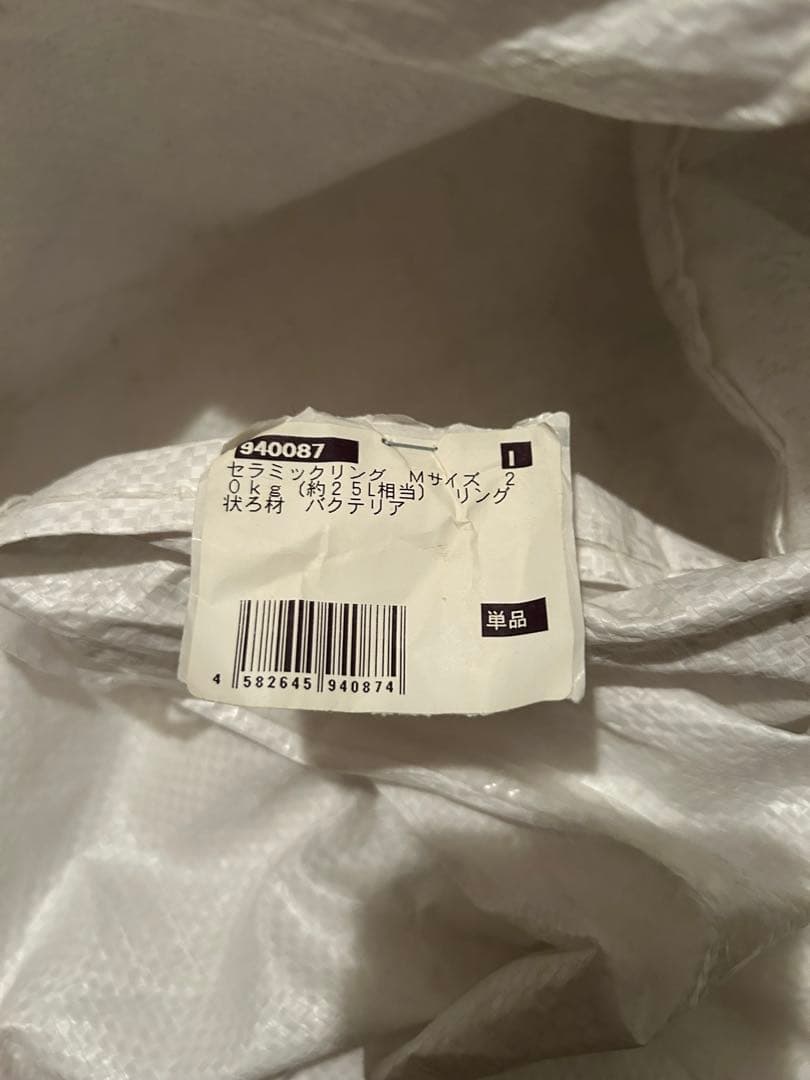 940087
I
セラミックリング　Mサイズ　2
0kg（約25L相当）　リング
状ろ材　バクテリア
単品
4 582645 940874